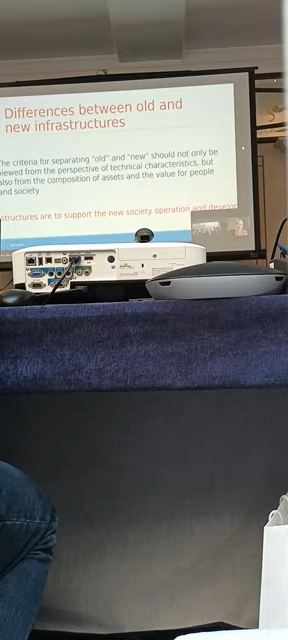 Differences between old and
new infrastructures
The criteria for separating "old" and "new" should not only be
viewed from the perspective of technical characteristics, but
also from the composition of assets and the value for people
and society
structures are to support the new society operation and develop